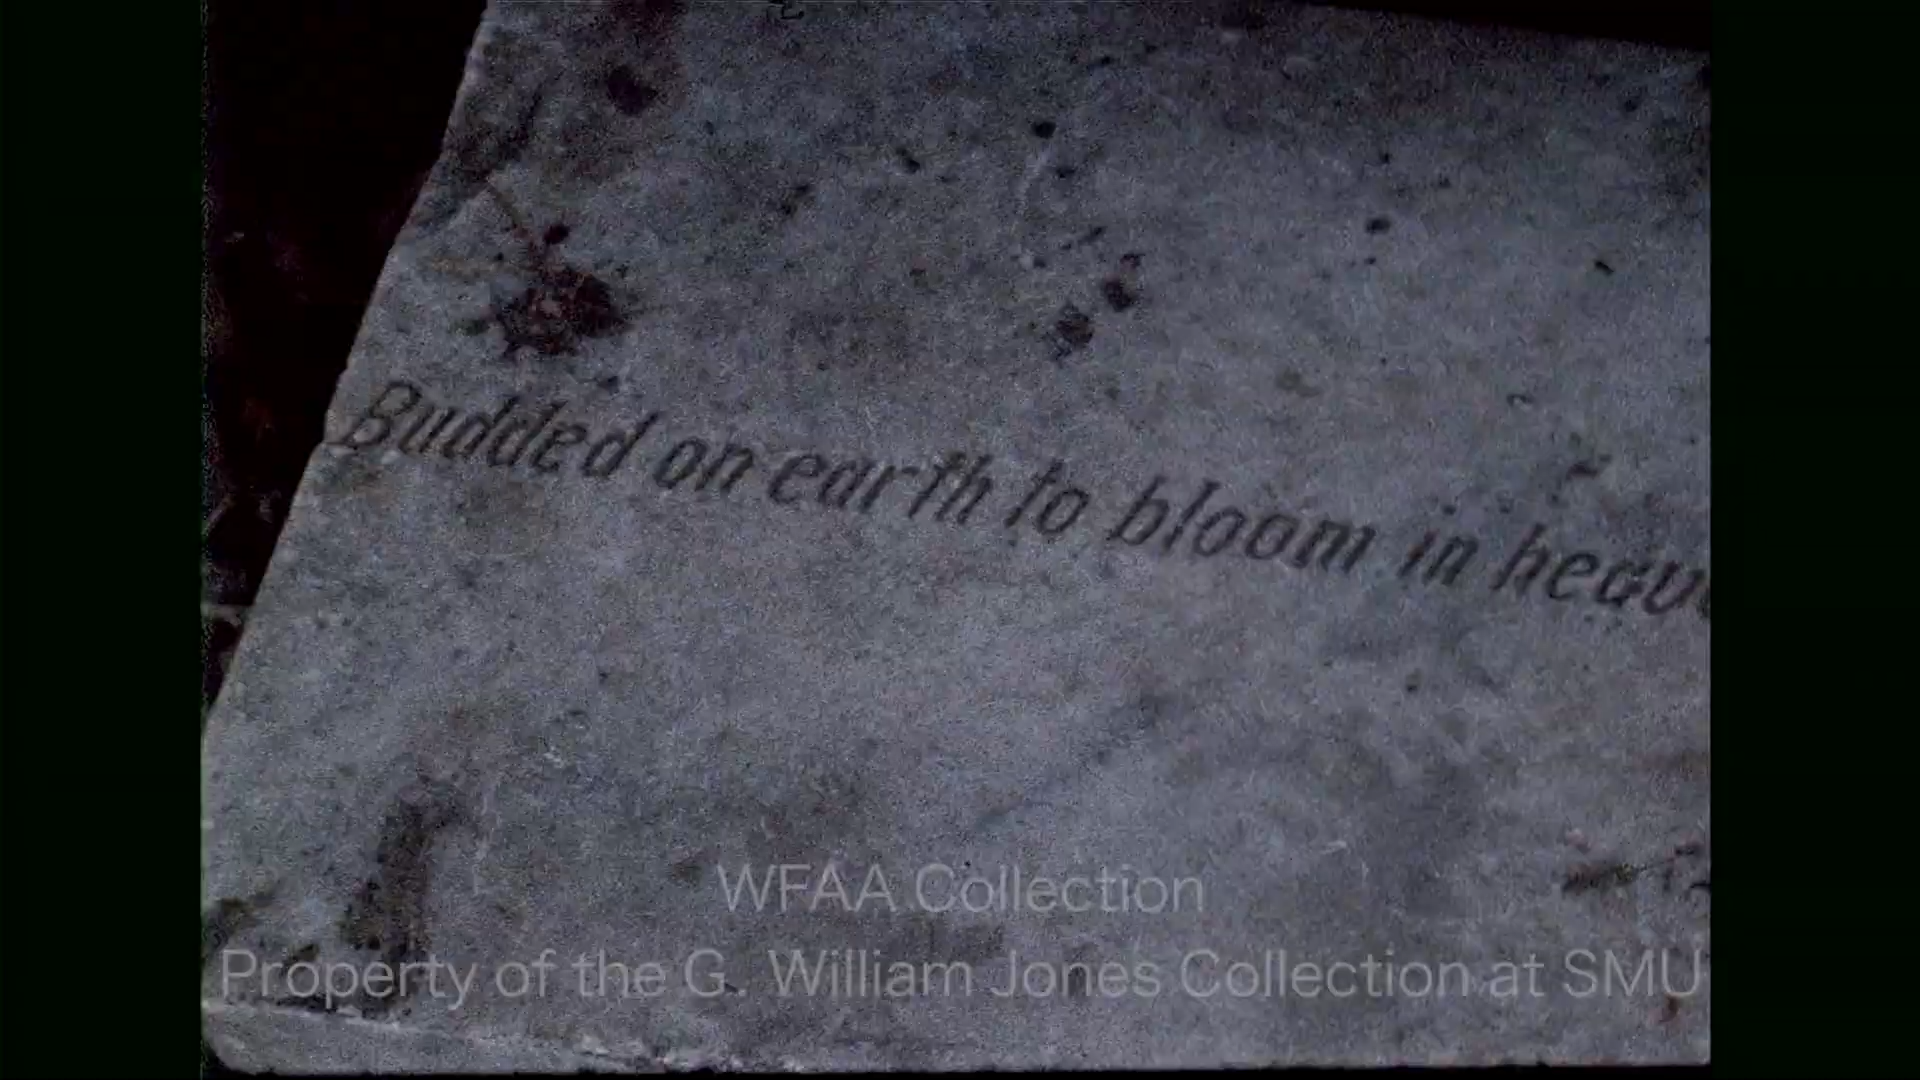 Budded on earth to bloom in heav
WFAA Collection
Property of the G. William Jones Collection at SMU